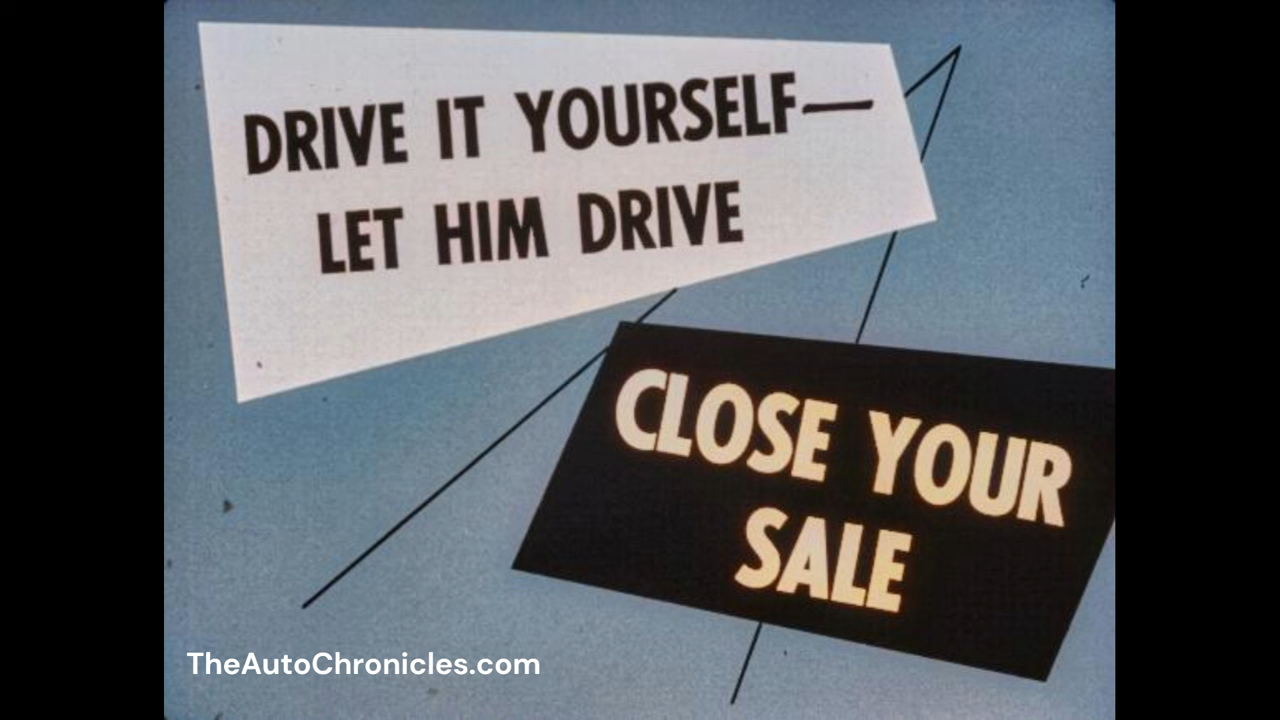 DRIVE IT YOURSELF—
LET HIM DRIVE
CLOSE YOUR
SALE
TheAutoChronicles.com